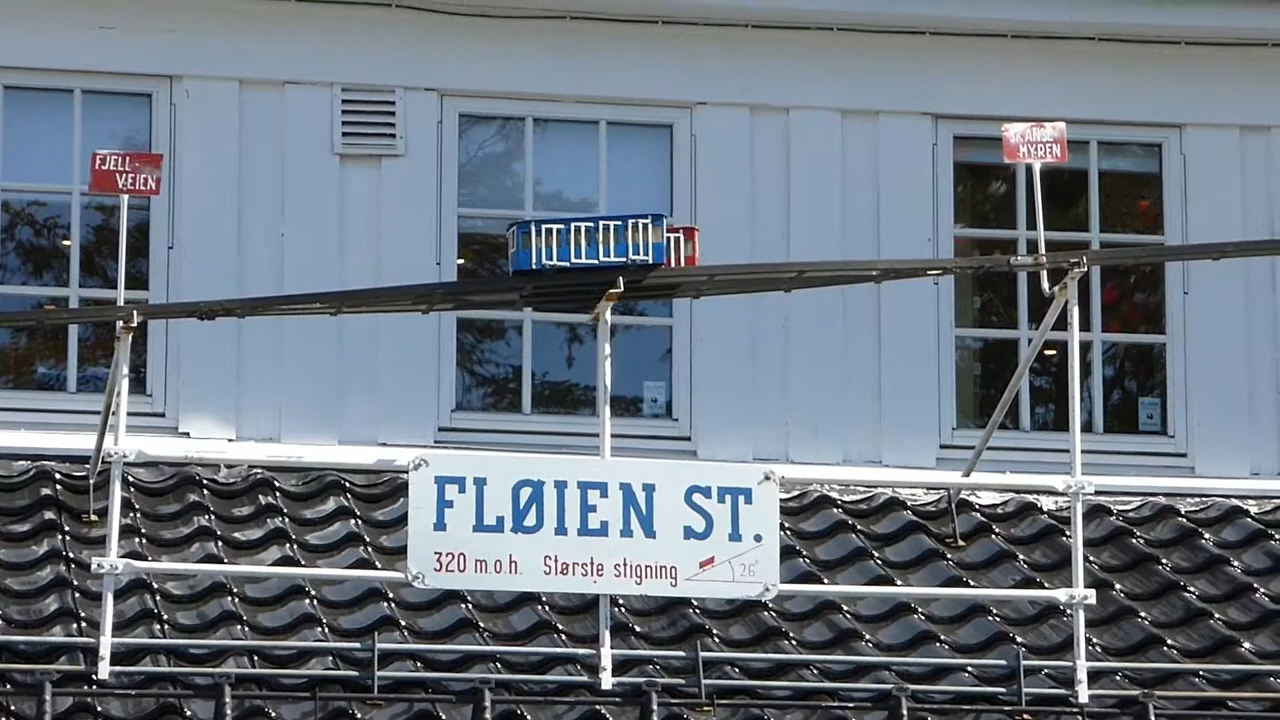 FJELL-
VEIEN
SKANSE-
MYREN
FLØIEN ST.
320 m.o.h. Største stigning 26°